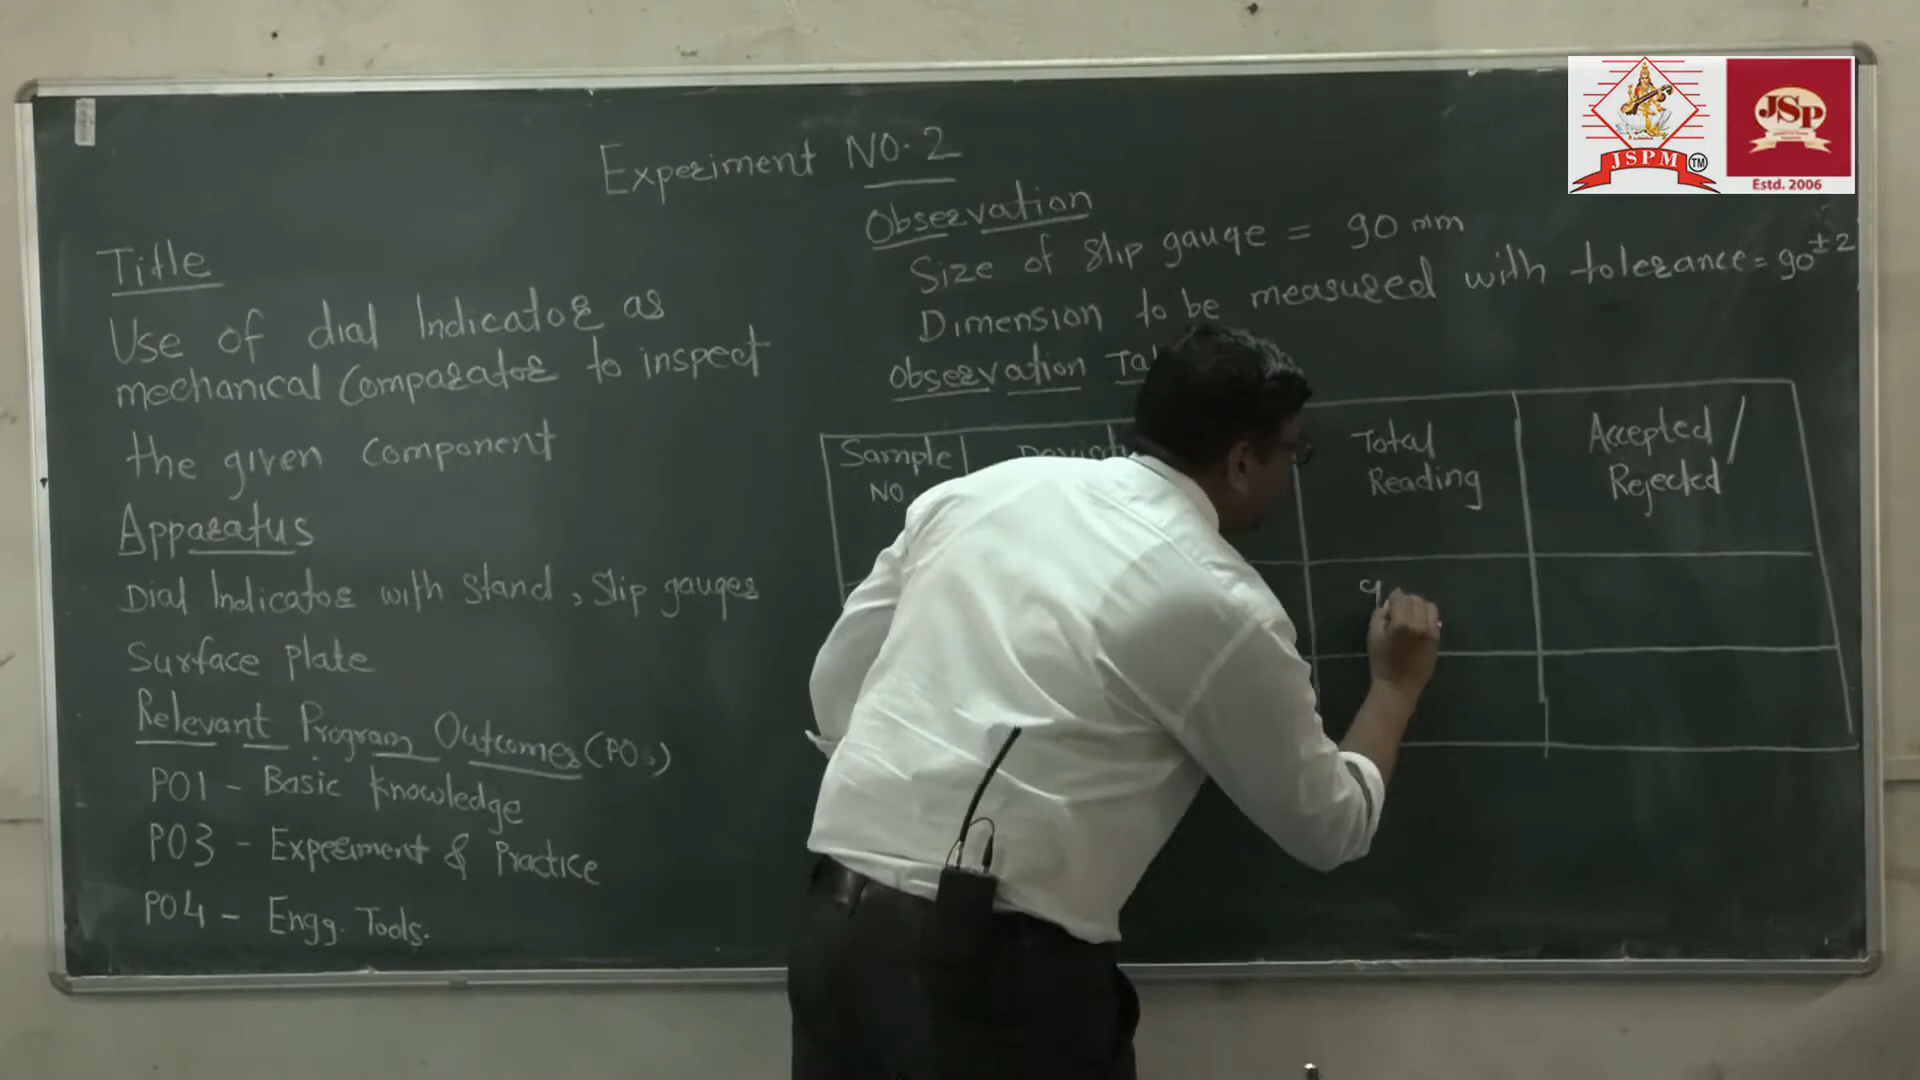 Experiment NO.2
Title
Use of dial Indicator as
mechanical Comparator to inspect
the given component
Apparatus
Dial Indicator with stand, Slip gauges
Surface plate
Relevant Program Outcomes (POs)
PO1 - Basic knowledge
PO3 - Experiment & Practice
PO4 - Engg. Tools.
Observation
Size of slip gauge = 90 mm
Dimension to be measured with tolerance = 90 ±2
Observation
Sample
NO
Total
Reading
Accepted /
Rejected
JSPM TM
JSP
Estd. 2006